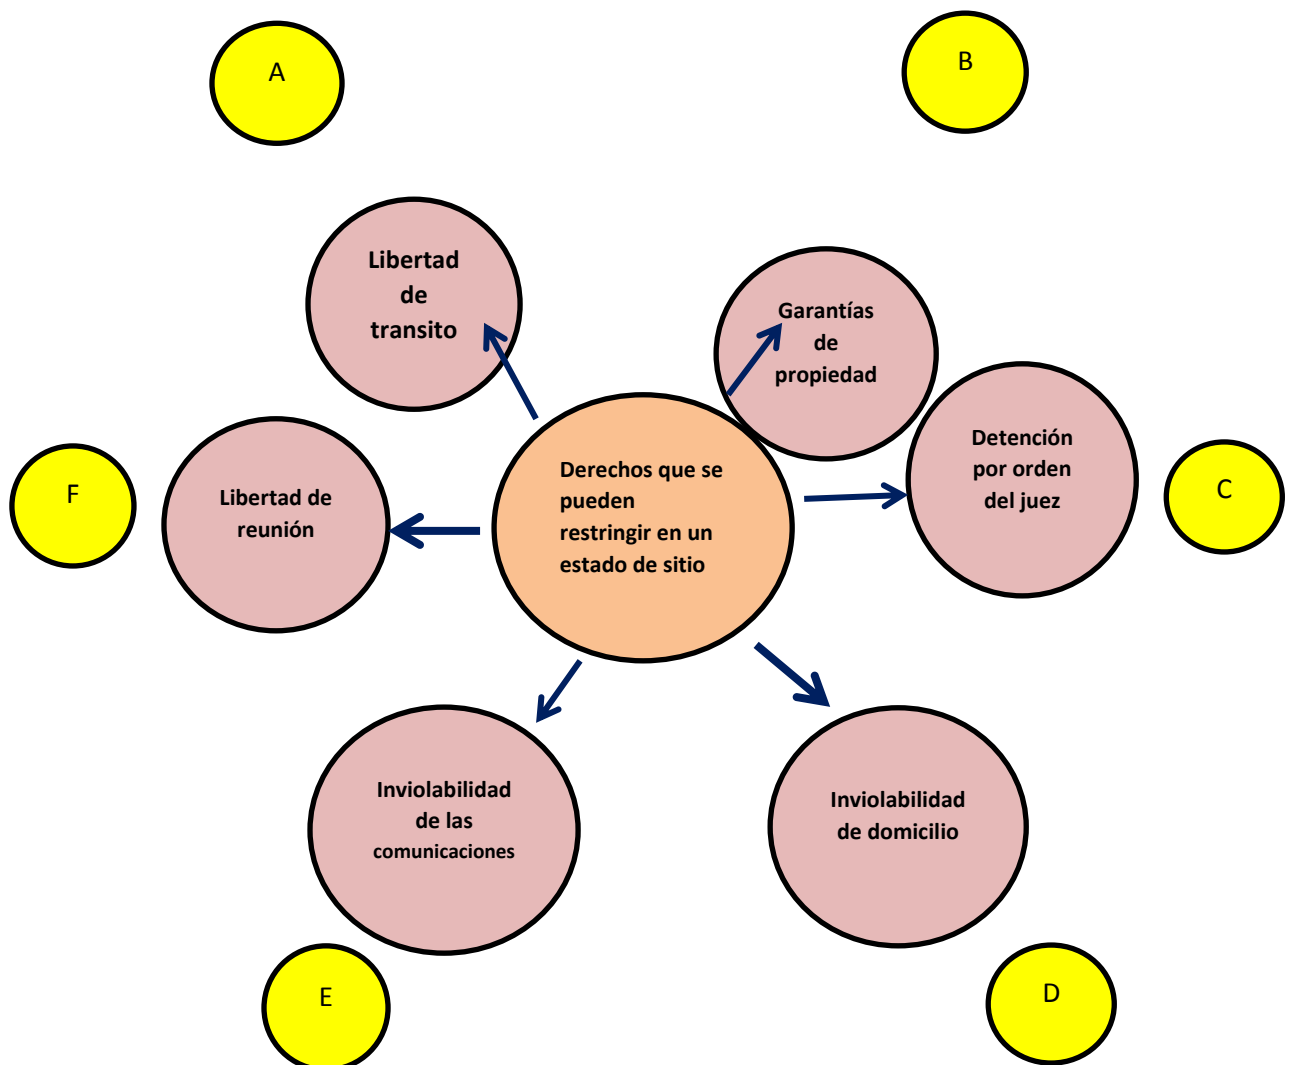 A
B
Libertad
de
transito
Garantías
de
propiedad
Detención
por orden
del juez
C
F
Libertad de
reunión
Derechos que se
pueden
restringir en un
estado de sitio
Inviolabilidad
de las
comunicaciones
Inviolabilidad
de domicilio
E
D